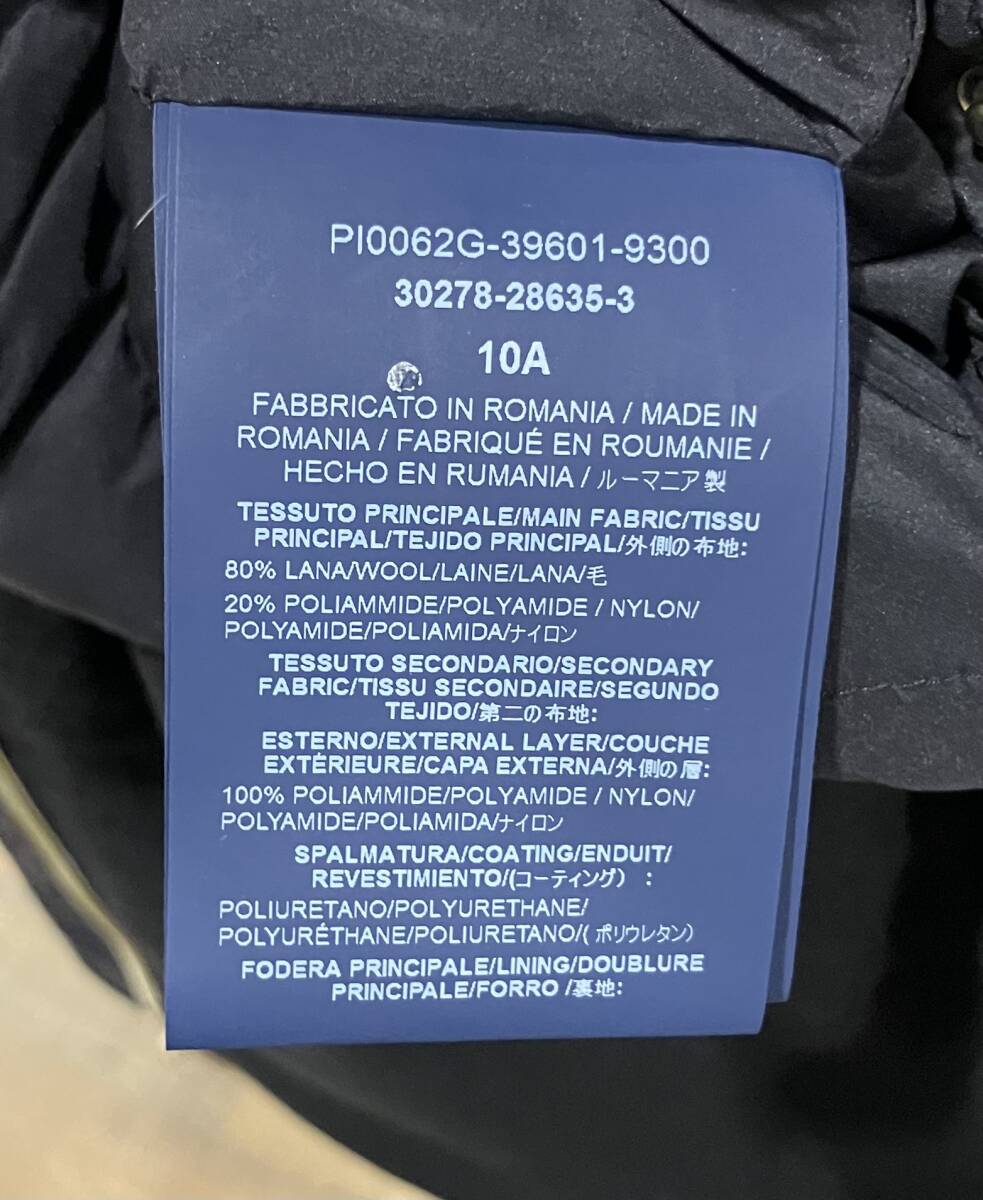 PI0062G-39601-9300
30278-28635-3
10A
FABBRICATO IN ROMANIA / MADE IN
ROMANIA / FABRIQUÉ EN ROUMANIE /
HECHO EN RUMANIA / ルーマニア製
TESSUTO PRINCIPALE/MAIN FABRIC/TISSU
PRINCIPAL/TEJIDO PRINCIPAL/外側の布地:
80% LANA/WOOL/LAINE/LANA/毛
20% POLIAMMIDE/POLYAMIDE / NYLON/
POLYAMIDE/POLIAMIDA/ナイロン
TESSUTO SECONDARIO/SECONDARY
FABRIC/TISSU SECONDAIRE/SEGUNDO
TEJIDO/第二の布地:
ESTERNO/EXTERNAL LAYER/COUCHE
EXTÉRIEURE/CAPA EXTERNA/外側の層:
100% POLIAMMIDE/POLYAMIDE / NYLON/
POLYAMIDE/POLIAMIDA/ナイロン
SPALMATURA/COATING/ENDUIT/
REVESTIMIENTO/(コーティング) :
POLIURETANO/POLYURETHANE/
POLYURÉTHANE/POLIURETANO/( ポリウレタン)
FODERA PRINCIPALE/LINING/DOUBLURE
PRINCIPALE/FORRO /裏地: